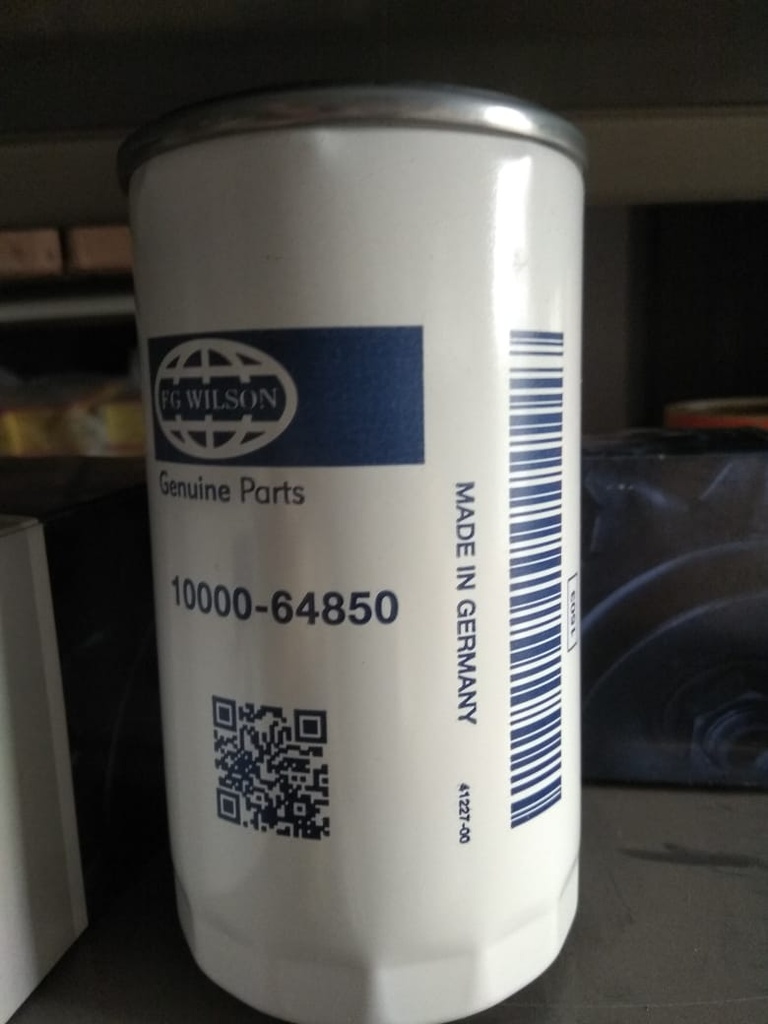 FG WILSON
Genuine Parts
10000-64850
MADE IN GERMANY
41227-00